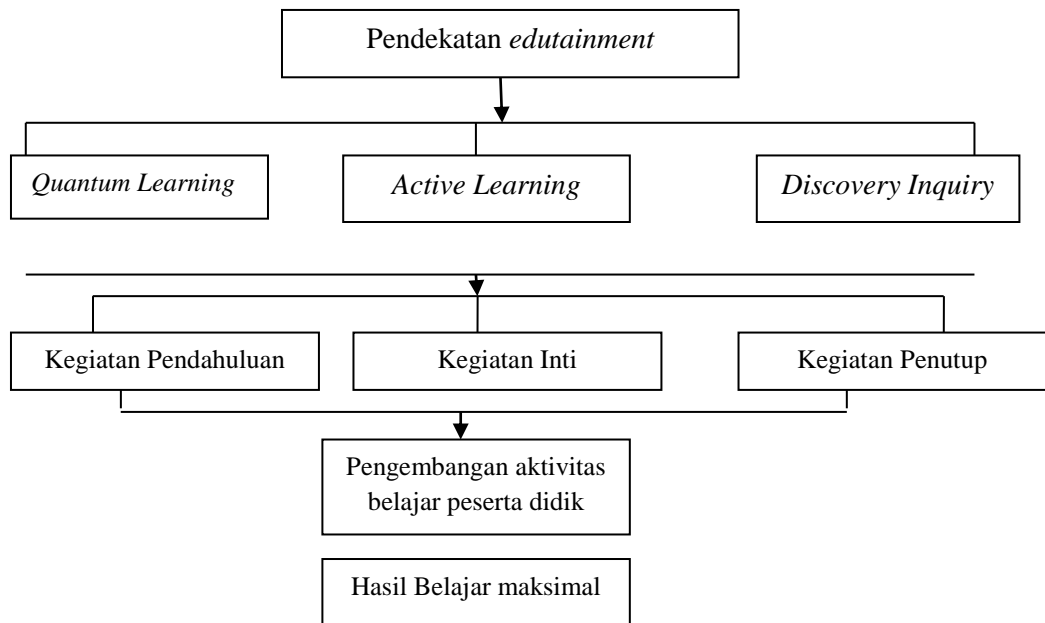 Pendekatan edutainment
Quantum Learning
Active Learning
Discovery Inquiry
Kegiatan Pendahuluan
Kegiatan Inti
Kegiatan Penutup
Pengembangan aktivitas
belajar peserta didik
Hasil Belajar maksimal